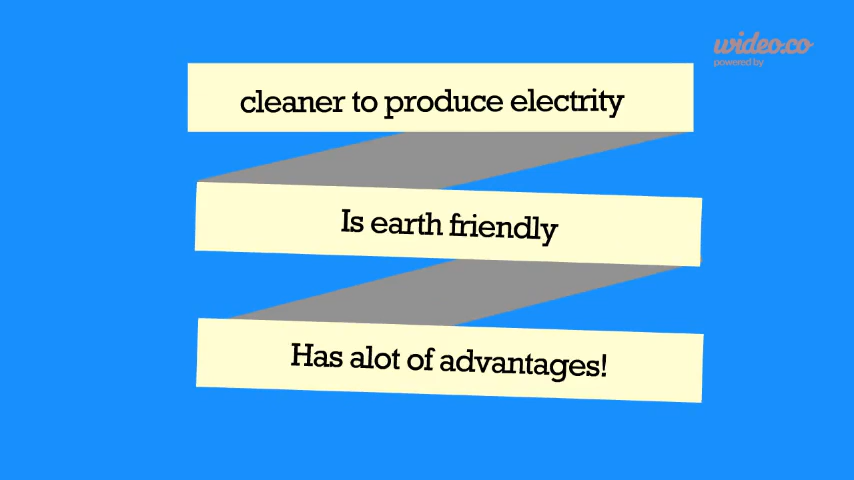 wideo.co
powered by
cleaner to produce electrity
Is earth friendly
Has alot of advantages!